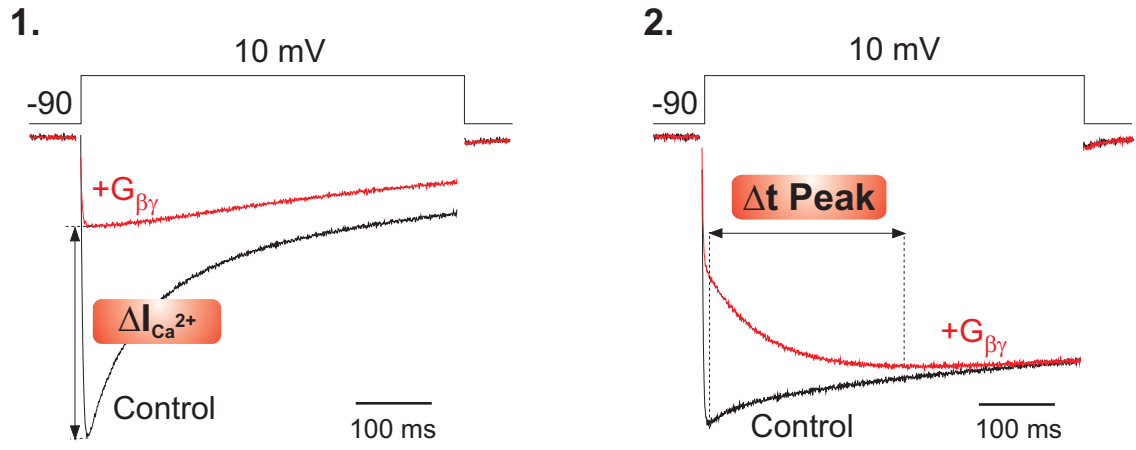 1.
10 mV
-90
+Gβγ
ΔICa²⁺
Control
100 ms
2.
10 mV
-90
Δt Peak
+Gβγ
Control
100 ms